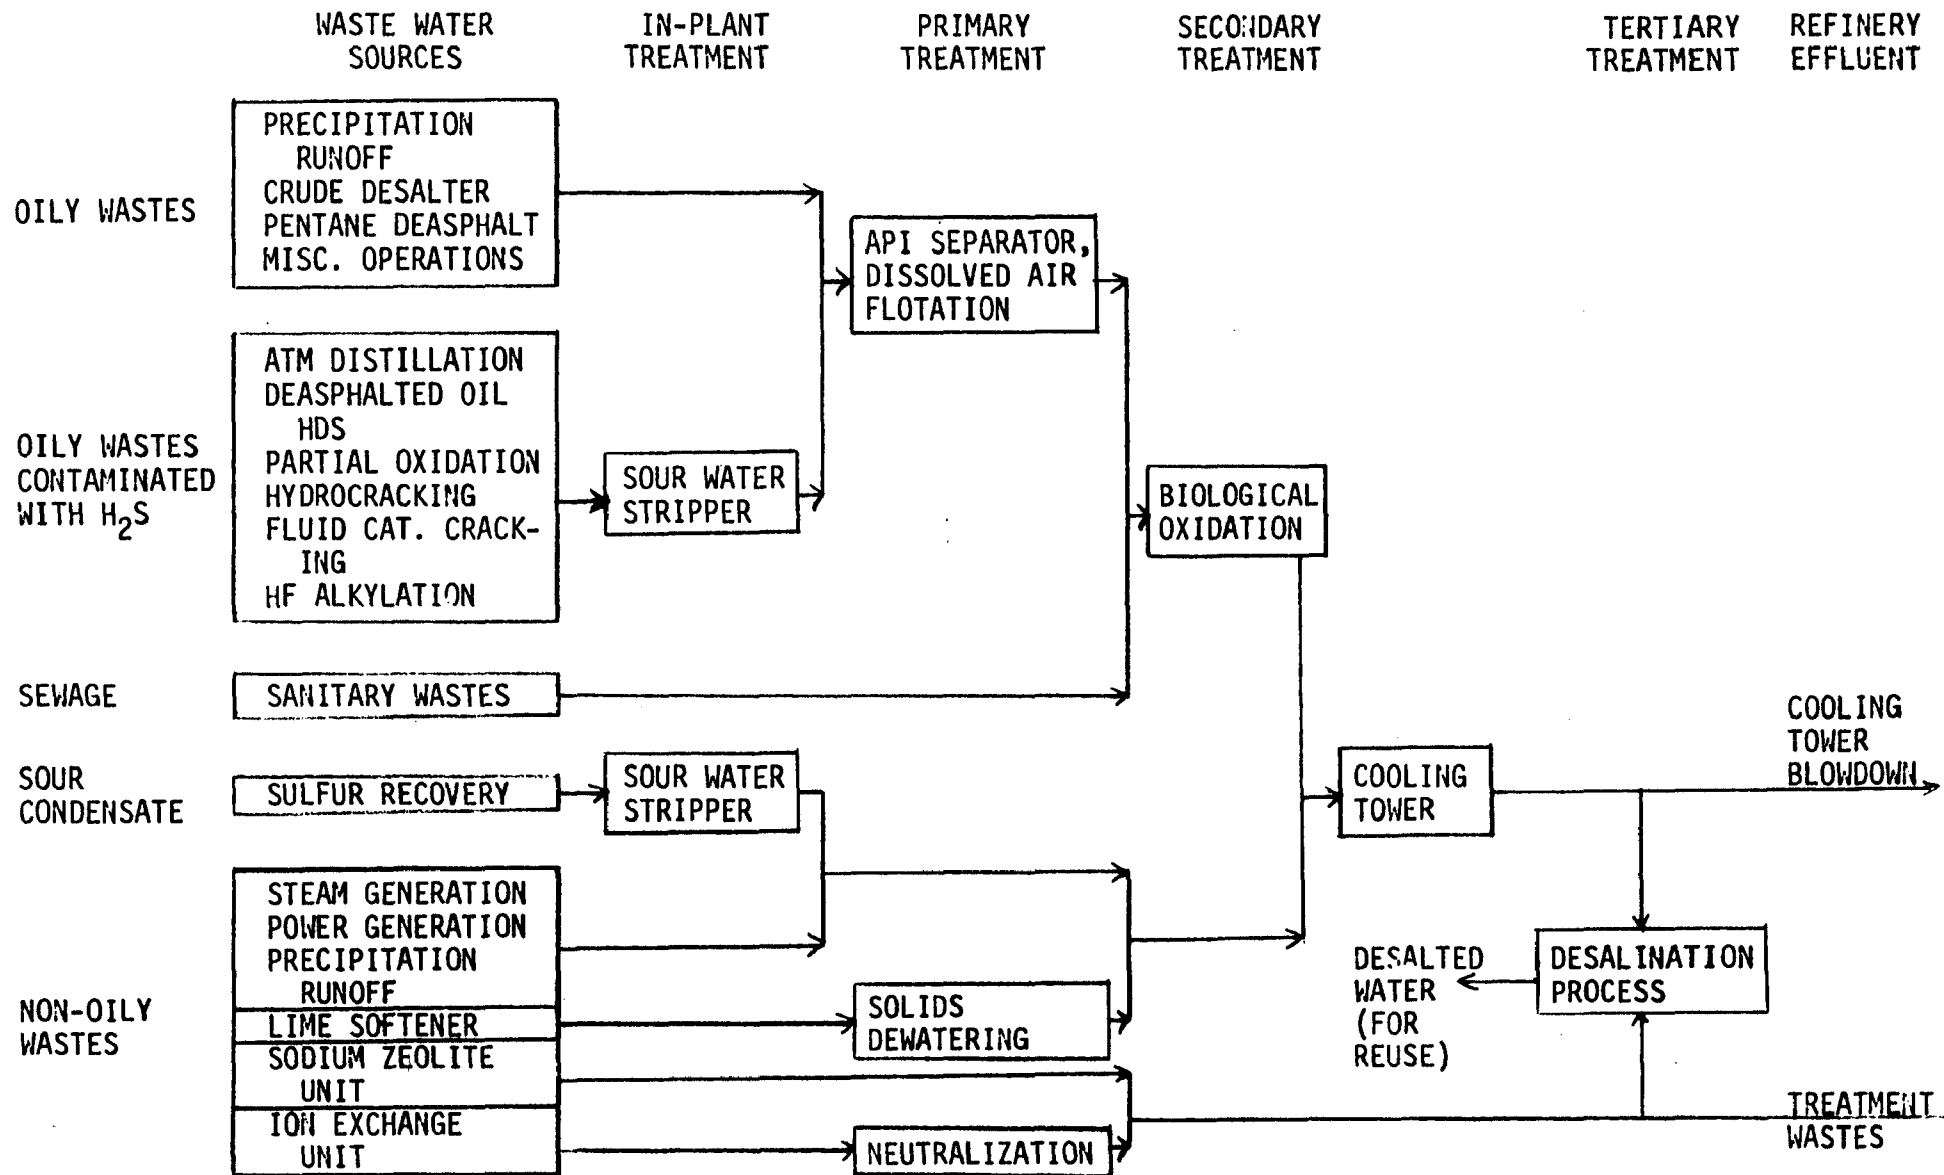 WASTE WATER
SOURCES
IN-PLANT
TREATMENT
PRIMARY
TREATMENT
SECONDARY
TREATMENT
TERTIARY
TREATMENT
REFINERY
EFFLUENT
OILY WASTES
PRECIPITATION
RUNOFF
CRUDE DESALTER
PENTANE DEASPHALT
MISC. OPERATIONS
API SEPARATOR,
DISSOLVED AIR
FLOTATION
OILY WASTES
CONTAMINATED
WITH H₂S
ATM DISTILLATION
DEASPHALTED OIL
HDS
PARTIAL OXIDATION
HYDROCRACKING
FLUID CAT. CRACK-
ING
HF ALKYLATION
SOUR WATER
STRIPPER
BIOLOGICAL
OXIDATION
SEWAGE
SANITARY WASTES
SOUR
CONDENSATE
SULFUR RECOVERY
SOUR WATER
STRIPPER
COOLING
TOWER
COOLING
TOWER
BLOWDOWN
NON-OILY
WASTES
STEAM GENERATION
POWER GENERATION
PRECIPITATION
RUNOFF
LIME SOFTENER
SODIUM ZEOLITE
UNIT
ION EXCHANGE
UNIT
SOLIDS
DEWATERING
NEUTRALIZATION
DESALTED
WATER
(FOR
REUSE)
DESALINATION
PROCESS
TREATMENT
WASTES